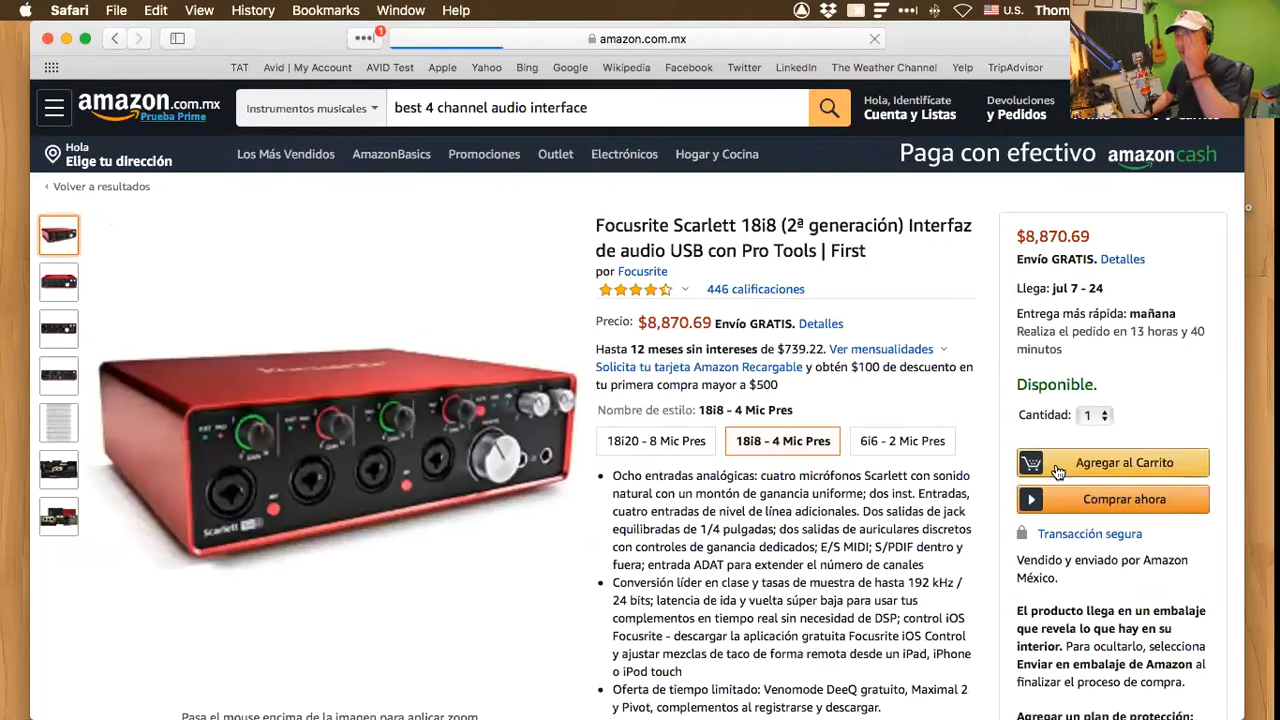 Safari File Edit View History Bookmarks Window Help U.S. Thom
1
amazon.com.mx
TAT Avid | My Account AVID Test Apple Yahoo Bing Google Wikipedia Facebook Twitter LinkedIn The Weather Channel Yelp TripAdvisor
amazon.com.mx
Prueba Prime
Instrumentos musicales
best 4 channel audio interface
Hola, Identifícate
Cuenta y Listas
Devoluciones
y Pedidos
Hola
Elige tu dirección
Los Más Vendidos AmazonBasics Promociones Outlet Electrónicos Hogar y Cocina
Paga con efectivo amazoncash
‹ Volver a resultados
Focusrite Scarlett 18i8 (2ª generación) Interfaz
de audio USB con Pro Tools | First
por Focusrite
446 calificaciones
Precio: $8,870.69 Envío GRATIS. Detalles
Hasta 12 meses sin intereses de $739.22. Ver mensualidades
Solicita tu tarjeta Amazon Recargable y obtén $100 de descuento en
tu primera compra mayor a $500
Nombre de estilo: 18i8 - 4 Mic Pres
18i20 - 8 Mic Pres 18i8 - 4 Mic Pres 6i6 - 2 Mic Pres
• Ocho entradas analógicas: cuatro micrófonos Scarlett con sonido
natural con un montón de ganancia uniforme; dos inst. Entradas,
cuatro entradas de nivel de línea adicionales. Dos salidas de jack
equilibradas de 1/4 pulgadas; dos salidas de auriculares discretos
con controles de ganancia dedicados; E/S MIDI; S/PDIF dentro y
fuera; entrada ADAT para extender el número de canales
• Conversión líder en clase y tasas de muestra de hasta 192 kHz /
24 bits; latencia de ida y vuelta súper baja para usar tus
complementos en tiempo real sin necesidad de DSP; control iOS
Focusrite - descargar la aplicación gratuita Focusrite iOS Control
y ajustar mezclas de taco de forma remota desde un iPad, iPhone
o iPod touch
• Oferta de tiempo limitado: Venomode DeeQ gratuito, Maximal 2
y Pivot, complementos al registrarse y descargar.
$8,870.69
Envío GRATIS. Detalles
Llega: jul 7 - 24
Entrega más rápida: mañana
Realiza el pedido en 13 horas y 40
minutos
Disponible.
Cantidad: 1
Agregar al Carrito
Comprar ahora
Transacción segura
Vendido y enviado por Amazon
México.
El producto llega en un embalaje
que revela lo que hay en su
interior. Para ocultarlo, selecciona
Enviar en embalaje de Amazon al
finalizar el proceso de compra.
Agregar un plan de protección:
Scarlett
Pasa el mouse encima de la imagen para aplicar zoom